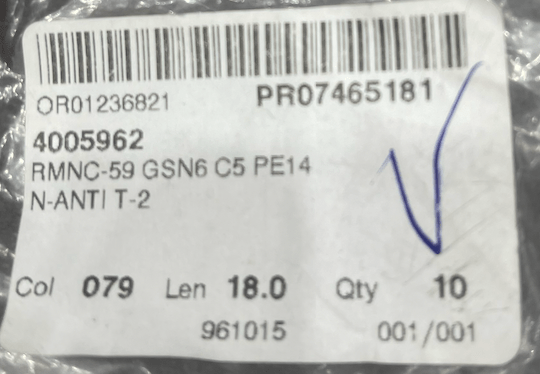 OR01236821 PR07465181
4005962
RMNC-59 GSN6 C5 PE14
N-ANTI T-2
Col 079 Len 18.0 Qty 10
961015 001/001